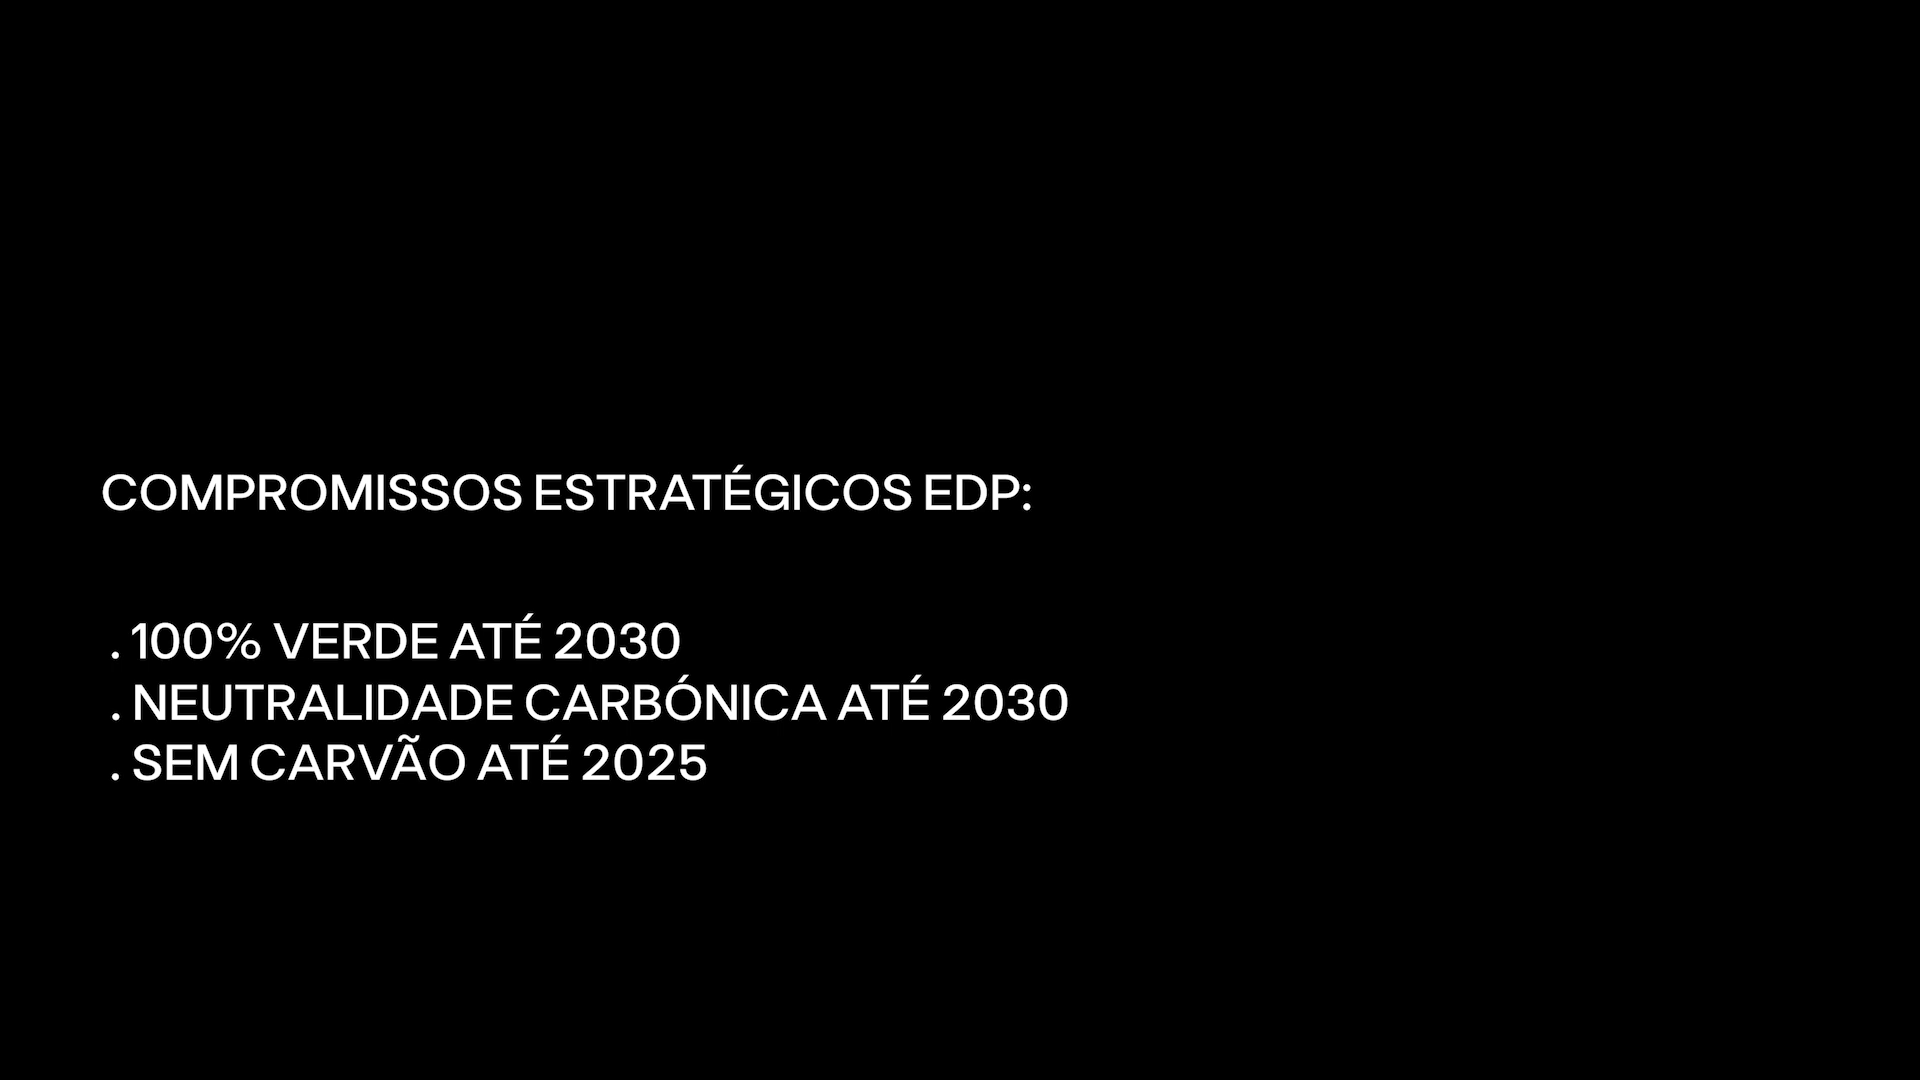 COMPROMISSOS ESTRATÉGICOS EDP:
. 100% VERDE ATÉ 2030
. NEUTRALIDADE CARBÓNICA ATÉ 2030
. SEM CARVÃO ATÉ 2025